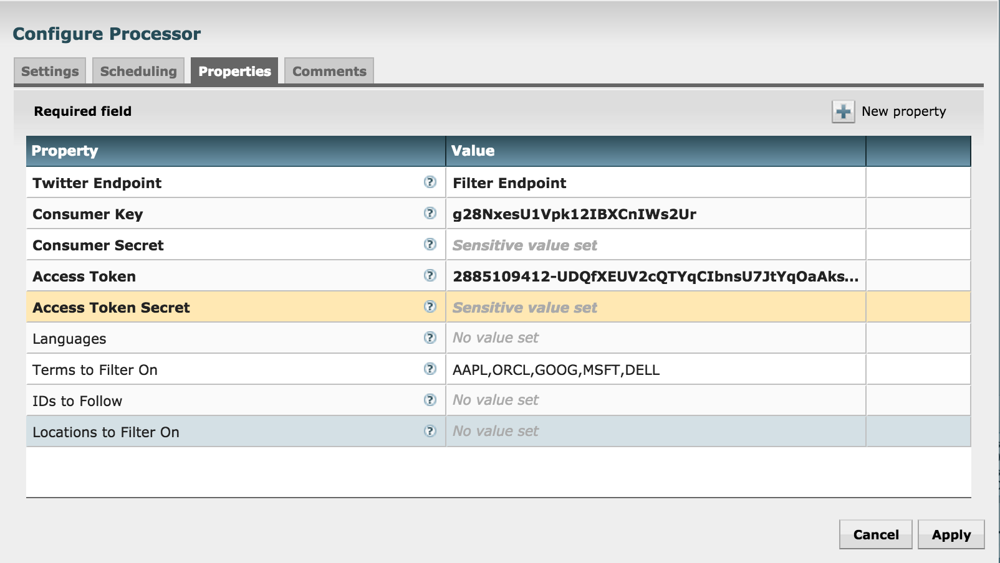 Configure Processor
Settings Scheduling Properties Comments
Required field New property
Property Value
Twitter Endpoint ? Filter Endpoint
Consumer Key ? g28NxesU1Vpk12IBXCnIWs2Ur
Consumer Secret ? Sensitive value set
Access Token ? 2885109412-UDQfXEUV2cQTYqCIbnsU7JtYqOaAks...
Access Token Secret ? Sensitive value set
Languages ? No value set
Terms to Filter On ? AAPL,ORCL,GOOG,MSFT,DELL
IDs to Follow ? No value set
Locations to Filter On ? No value set
Cancel Apply